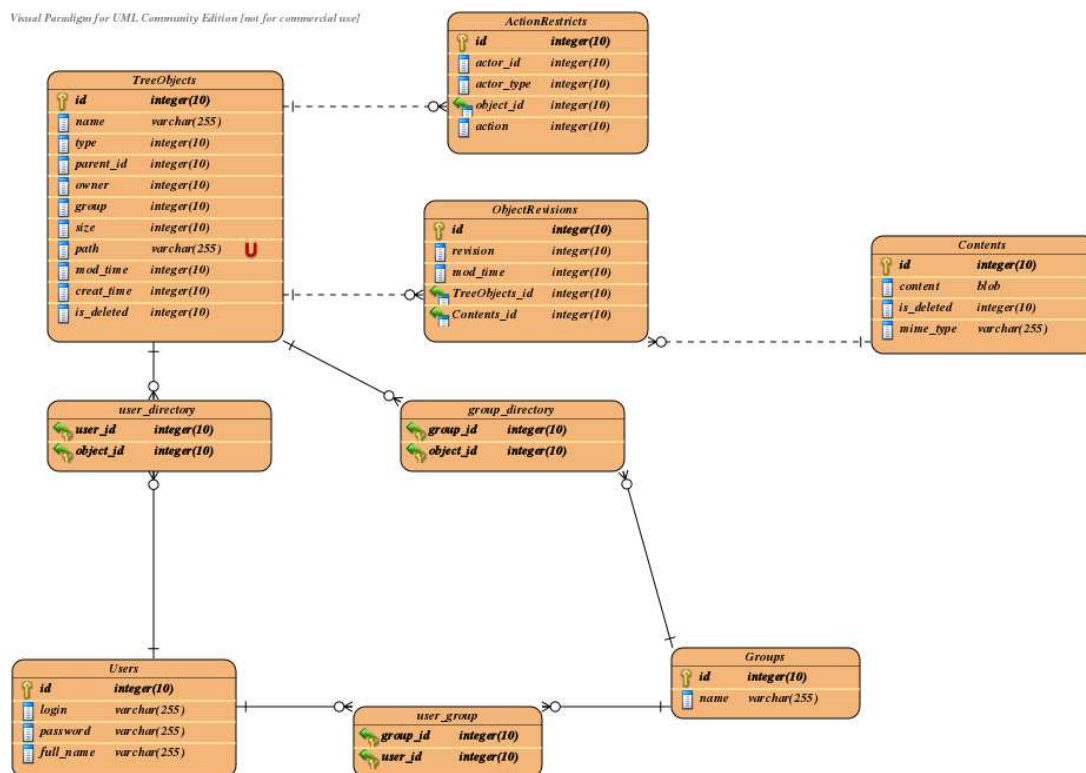 Visual Paradigm for UML Community Edition [not for commercial use]
ActionRestricts
id integer(10)
actor_id integer(10)
actor_type integer(10)
object_id integer(10)
action integer(10)
TreeObjects
id integer(10)
name varchar(255)
type integer(10)
parent_id integer(10)
owner integer(10)
group integer(10)
size integer(10)
path varchar(255) U
mod_time integer(10)
creat_time integer(10)
is_deleted integer(10)
ObjectRevisions
id integer(10)
revision integer(10)
mod_time integer(10)
TreeObjects_id integer(10)
Contents_id integer(10)
Contents
id integer(10)
content blob
is_deleted integer(10)
mime_type varchar(255)
user_directory
user_id integer(10)
object_id integer(10)
group_directory
group_id integer(10)
object_id integer(10)
Users
id integer(10)
login varchar(255)
password varchar(255)
full_name varchar(255)
user_group
group_id integer(10)
user_id integer(10)
Groups
id integer(10)
name varchar(255)